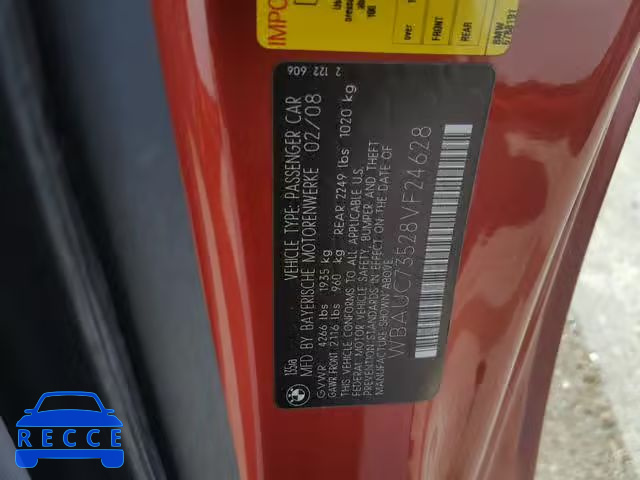 IMPO
over
FRONT
REAR
BMW
2 122 606
VEHICLE TYPE: PASSENGER CAR
MFD BY BAYERISCHE MOTORENWERKE 02/08
GVWR 4266 lbs 1935 kg
GAWR FRONT: 2116 lbs 960 kg REAR: 2249 lbs 1020 kg
THIS VEHICLE CONFORMS TO ALL APPLICABLE U.S.
FEDERAL MOTOR VEHICLE SAFETY, BUMPER, AND THEFT
PREVENTION STANDARDS IN EFFECT ON THE DATE OF
MANUFACTURE SHOWN ABOVE.
WBAUC73528VF24628
RECCE